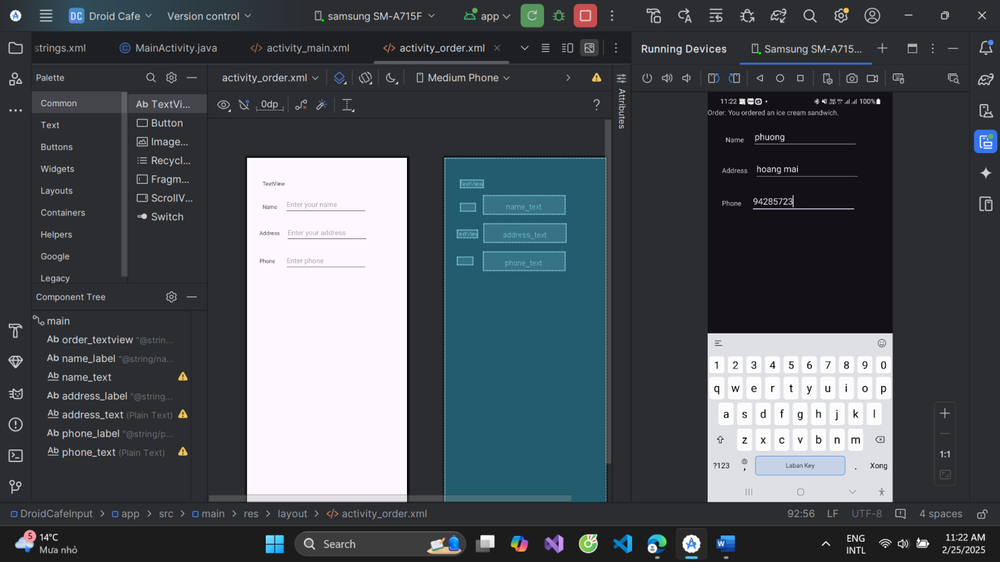 DC Droid Cafe Version control samsung SM-A715F app
strings.xml MainActivity.java activity_main.xml activity_order.xml
Running Devices Samsung SM-A715...
Palette
Common
Text
Buttons
Widgets
Layouts
Containers
Helpers
Google
Legacy
Ab TextVi...
Button
Image...
Recycl...
Fragm...
ScrollV...
Switch
Component Tree
main
Ab order_textview "@strin...
Ab name_label "@string/na...
Ab name_text
Ab address_label "@string...
Ab address_text (Plain Text)
Ab phone_label "@string/p...
Ab phone_text (Plain Text)
activity_order.xml Medium Phone
0dp ?
TextView
Name Enter your name
Address Enter your address
Phone Enter phone
TextView
name_text
TextView address_text
phone_text
Attributes
11:22 100%
Order: You ordered an ice cream sandwich.
Name phuong
Address hoang mai
Phone 94285723
1 2 3 4 5 6 7 8 9 0
q w e r t y u i o p
a s d f g h j k l
z x c v b n m
?123 , Laban Key . Xong
1:1
DroidCafeInput > app > src > main > res > layout > activity_order.xml 92:56 LF UTF-8 4 spaces
5 14°C
Mưa nhỏ
Search
ENG
INTL
11:22 AM
2/25/2025